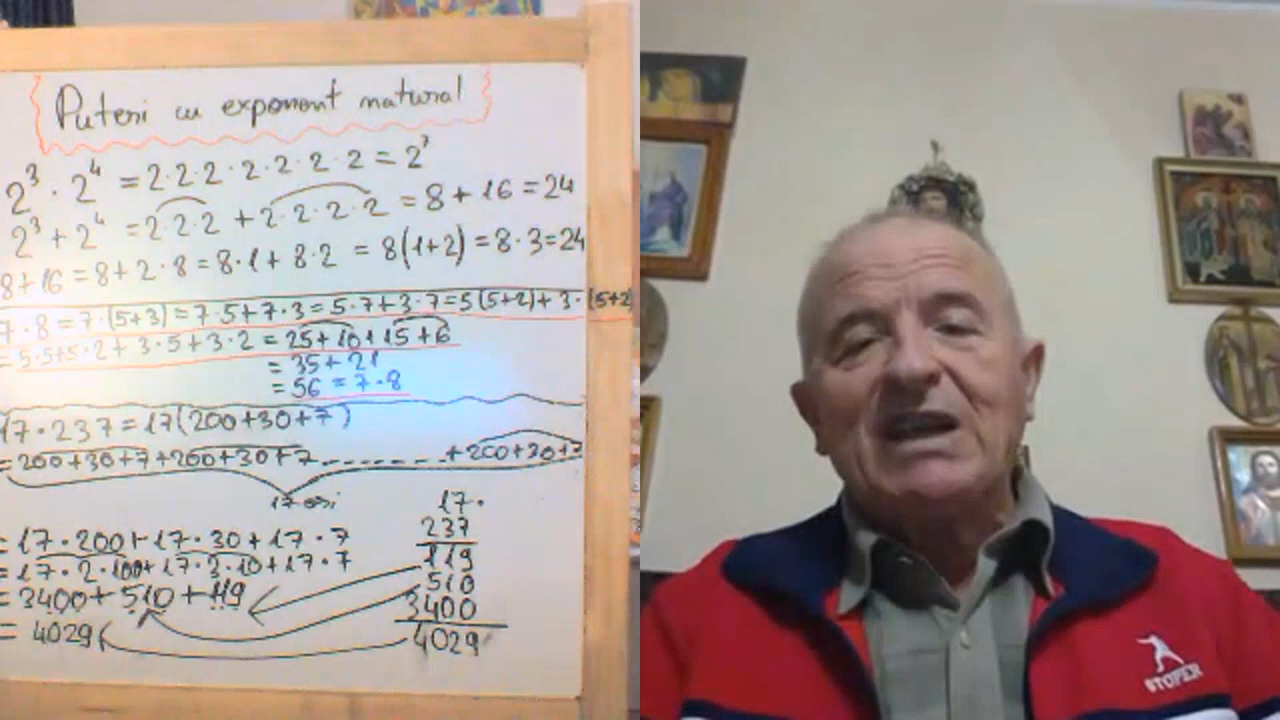 Puteri cu exponent natural
2³ · 2⁴ = 2·2·2·2·2·2·2 = 2⁷
2³ + 2⁴ = 2·2·2 + 2·2·2·2 = 8 + 16 = 24
8 + 16 = 8 + 2·8 = 8·1 + 8·2 = 8(1+2) = 8·3 = 24
7·8 = 7·(5+3) = 7·5+7·3 = 5·7+3·7 = 5(5+2)+3·(5+2)
= 5·5+5·2+3·5+3·2 = 25+10+15+6
= 35+21
= 56 = 7·8
17·237 = 17(200+30+7)
= 200+30+7+200+30+7 ------- +200+30+7
17 ori
= 17·200 + 17·30 + 17·7
= 17·2·100 + 17·3·10 + 17·7
= 3400 + 510 + 119
= 4029
17·
237
119
510
3400
4029
STOPER